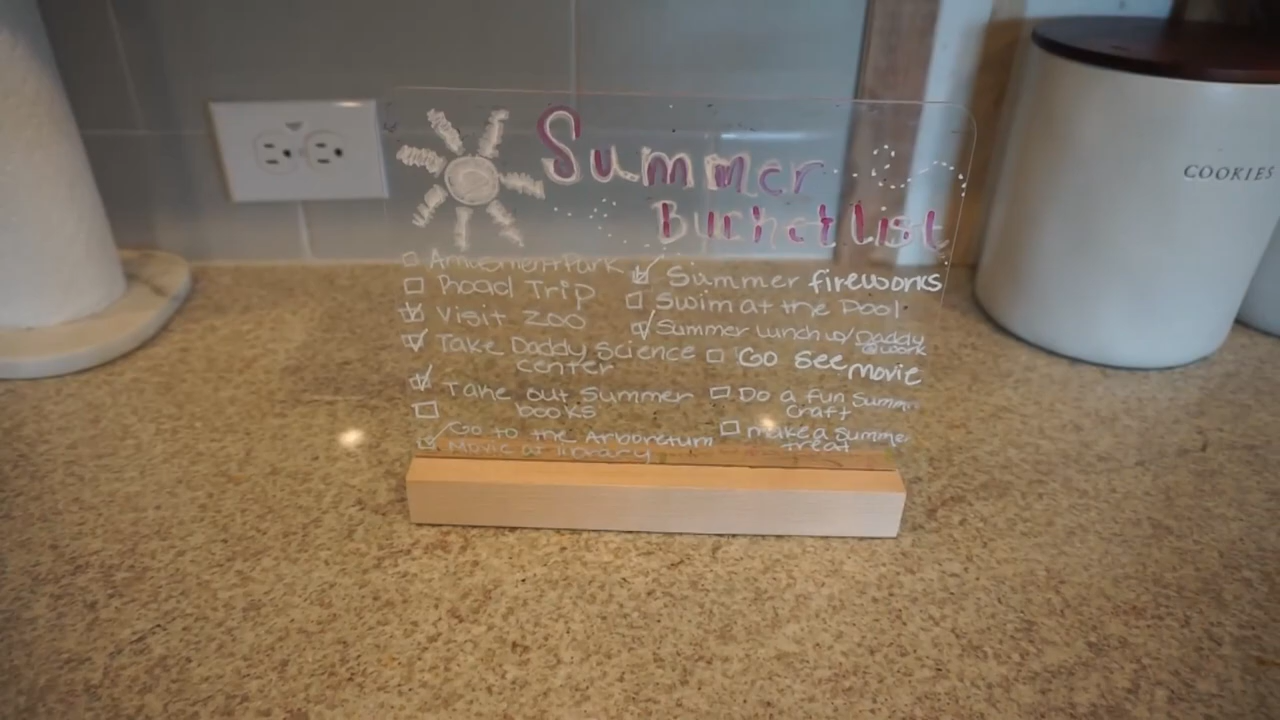 Summer
Bucket List
Amusement Park
Road Trip
Visit Zoo
Take Daddy Science
center
Take out Summer
books
Go to the Arboretum
Movie at library
Summer fireworks
Swim at the Pool
Summer lunch w/ Daddy
@work
Go See movie
Do a fun Summer
craft
make a summer
treat
COOKIES